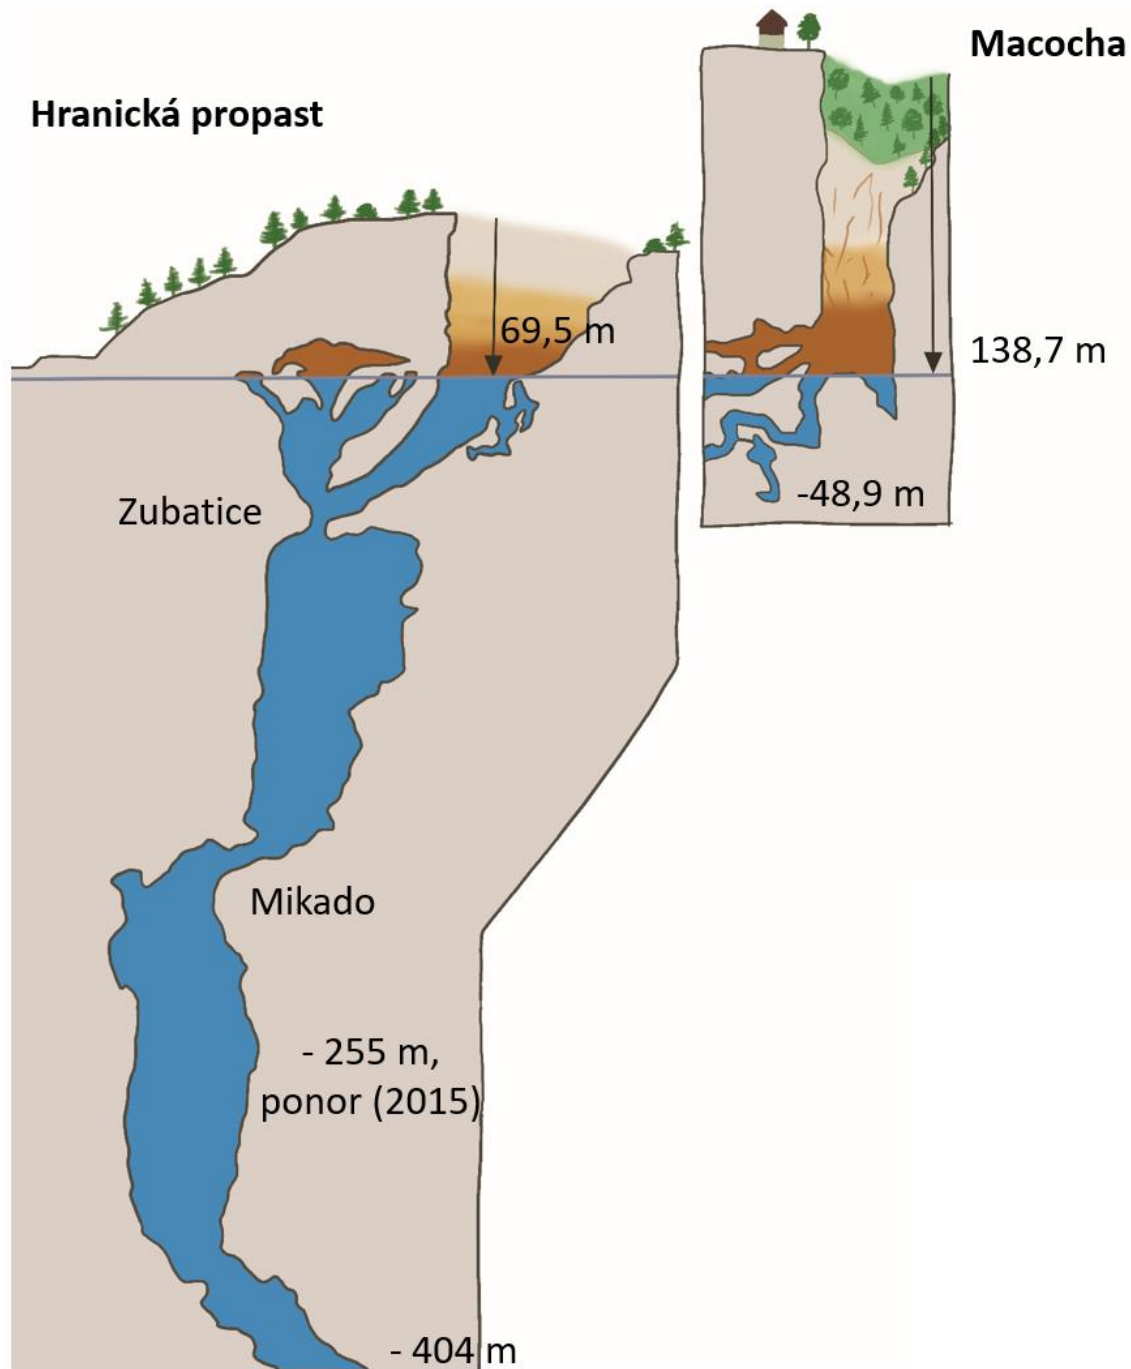 Macocha
Hranická propast
69,5 m
138,7 m
Zubatice
-48,9 m
Mikado
- 255 m,
ponor (2015)
- 404 m